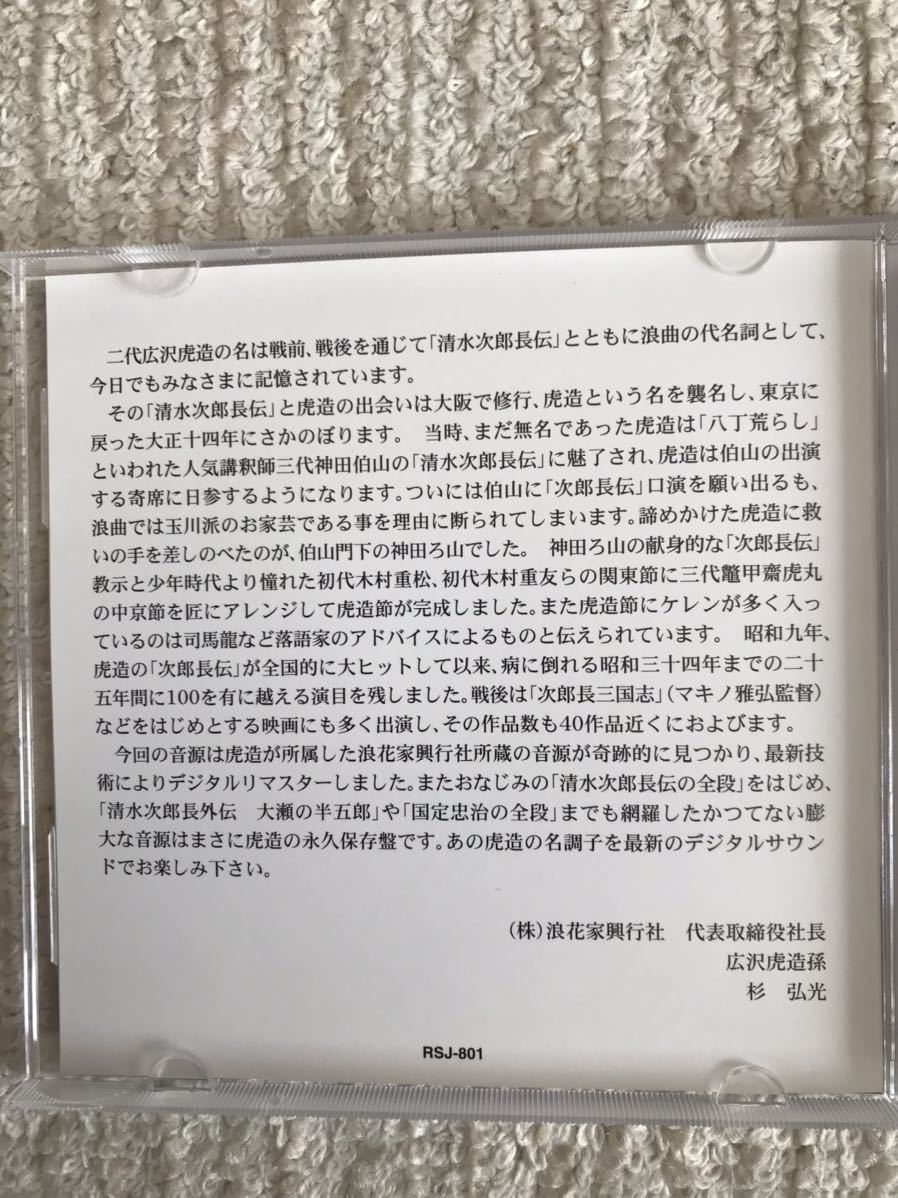 二代広沢虎造の名は戦前、戦後を通じて「清水次郎長伝」とともに浪曲の代名詞として、
今日でもみなさまに記憶されています。
その「清水次郎長伝」と虎造の出会いは大阪で修行、虎造という名を襲名し、東京に
戻った大正十四年にさかのぼります。　当時、まだ無名であった虎造は「八丁荒らし」
といわれた人気講釈師三代神田伯山の「清水次郎長伝」に魅了され、虎造は伯山の出演
する寄席に日参するようになります。ついには伯山に「次郎長伝」口演を願い出るも、
浪曲では玉川派のお家芸である事を理由に断られてしまいます。諦めかけた虎造に救
いの手を差しのべたのが、伯山門下の神田ろ山でした。　神田ろ山の献身的な「次郎長伝」
教示と少年時代より憧れた初代木村重松、初代木村重友らの関東節に三代鼈甲齋虎丸
の中京節を匠にアレンジして虎造節が完成しました。また虎造節にケレンが多く入っ
ているのは司馬龍など落語家のアドバイスによるものと伝えられています。　昭和九年、
虎造の「次郎長伝」が全国的に大ヒットして以来、病に倒れる昭和三十四年までの二十
五年間に100を有に越える演目を残しました。戦後は「次郎長三国志」（マキノ雅弘監督）
などをはじめとする映画にも多く出演し、その作品数も40作品近くにおよびます。
今回の音源は虎造が所属した浪花家興行社所蔵の音源が奇跡的に見つかり、最新技
術によりデジタルリマスターしました。またおなじみの「清水次郎長伝の全段」をはじめ、
「清水次郎長外伝　大瀬の半五郎」や「国定忠治の全段」までも網羅したかつてない膨
大な音源はまさに虎造の永久保存盤です。あの虎造の名調子を最新のデジタルサウン
ドでお楽しみ下さい。
（株）浪花家興行社　代表取締役社長
広沢虎造孫
杉　弘光
RSJ-801